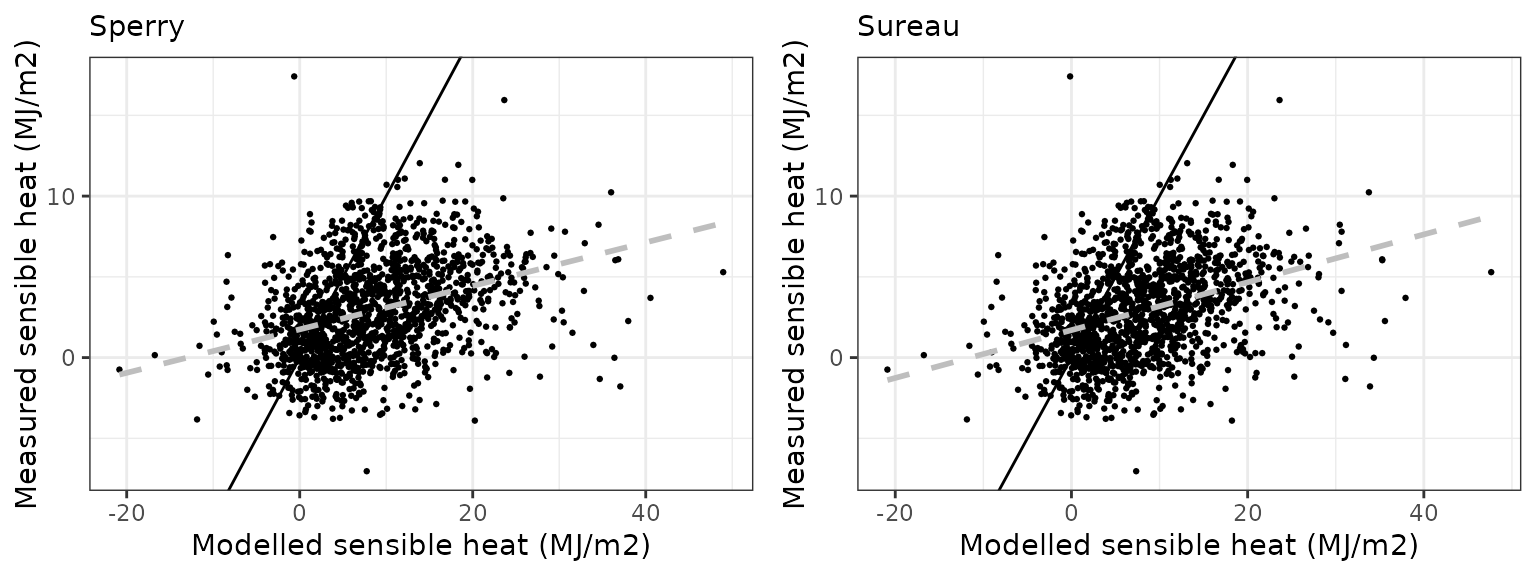 Sperry
Measured sensible heat (MJ/m2)
10
0
-20 0 20 40
Modelled sensible heat (MJ/m2)
Sureau
Measured sensible heat (MJ/m2)
10
0
-20 0 20 40
Modelled sensible heat (MJ/m2)